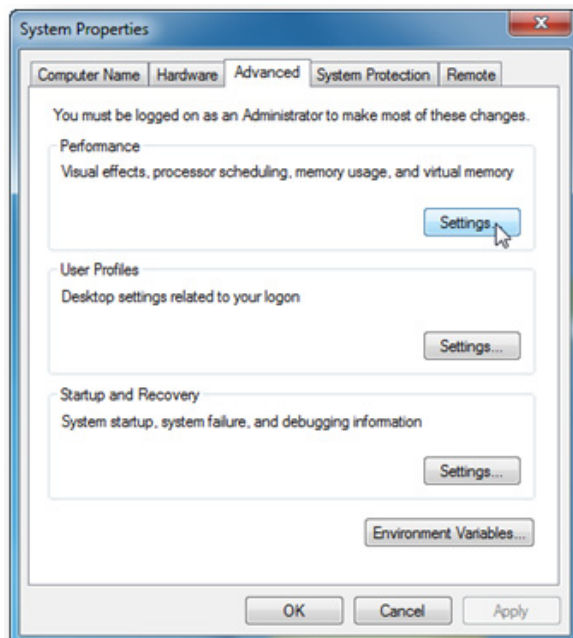 System Properties
Computer Name Hardware Advanced System Protection Remote
You must be logged on as an Administrator to make most of these changes.
Performance
Visual effects, processor scheduling, memory usage, and virtual memory
Settings...
User Profiles
Desktop settings related to your logon
Settings...
Startup and Recovery
System startup, system failure, and debugging information
Settings...
Environment Variables...
OK Cancel Apply